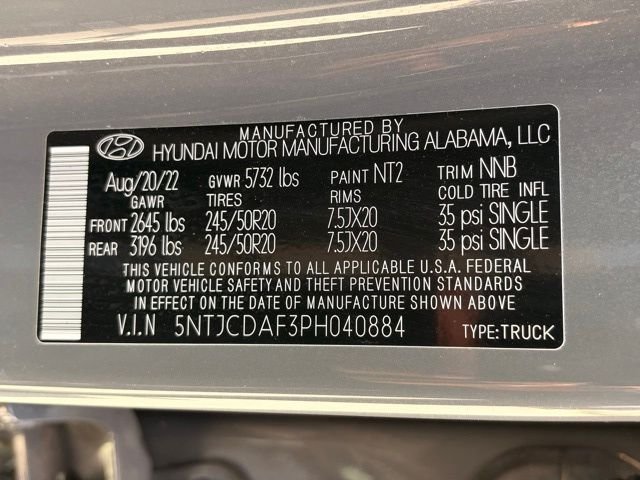 MANUFACTURED BY
HYUNDAI MOTOR MANUFACTURING ALABAMA, LLC
Aug/20/22 GVWR 5732 lbs PAINT NT2 TRIM NNB
GAWR TIRES RIMS COLD TIRE INFL
FRONT 2645 lbs 245/50R20 7.5JX20 35 psi SINGLE
REAR 3196 lbs 245/50R20 7.5JX20 35 psi SINGLE
THIS VEHICLE CONFORMS TO ALL APPLICABLE U.S.A. FEDERAL
MOTOR VEHICLE SAFETY AND THEFT PREVENTION STANDARDS
IN EFFECT ON THE DATE OF MANUFACTURE SHOWN ABOVE
V.I.N 5NTJCDAF3PH040884 TYPE:TRUCK